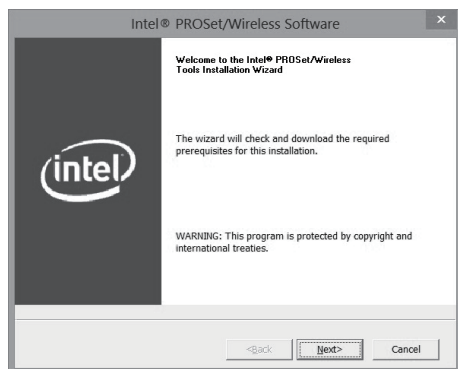 Intel® PROSet/Wireless Software
x
Welcome to the Intel® PROSet/Wireless
Tools Installation Wizard
The wizard will check and download the required
prerequisites for this installation.
intel
WARNING: This program is protected by copyright and
international treaties.
<Back
Next>
Cancel